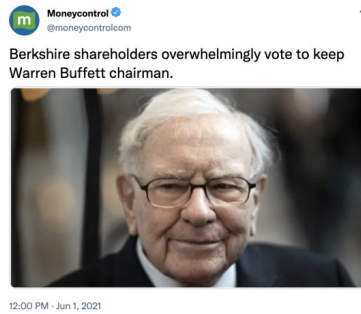 Moneycontrol
@moneycontrolcom
Berkshire shareholders overwhelmingly vote to keep
Warren Buffett chairman.
12:00 PM · Jun 1, 2021